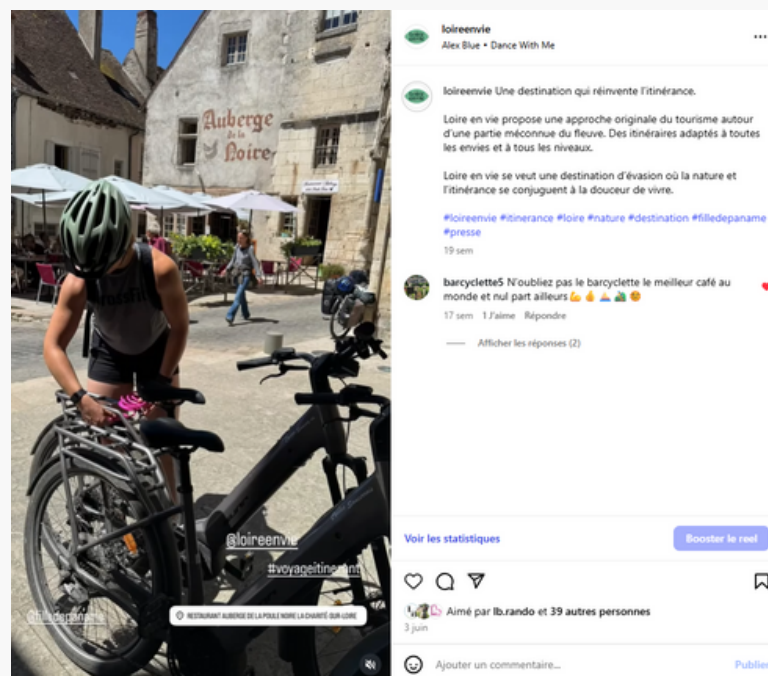 Auberge
de la
Noire
@loireenvie
#voyageitinerant
@filledepaname
RESTAURANT AUBERGE DE LA POULE NOIRE LA CHARITÉ-SUR-LOIRE
loireenvie
Alex Blue • Dance With Me
loireenvie Une destination qui réinvente l'itinérance.
Loire en vie propose une approche originale du tourisme autour
d'une partie méconnue du fleuve. Des itinéraires adaptés à toutes
les envies et à tous les niveaux.
Loire en vie se veut une destination d'évasion où la nature et
l'itinérance se conjuguent à la douceur de vivre.
#loireenvie #itinerance #loire #nature #destination #filledepaname
#presse
19 sem
barcyclette5 N'oubliez pas le barcyclette le meilleur café au
monde et nul part ailleurs💪👍⛵🚵😊
17 sem 1 J'aime Répondre
Afficher les réponses (2)
Voir les statistiques
Booster le reel
Aimé par lb.rando et 39 autres personnes
3 juin
Ajouter un commentaire...
Publier